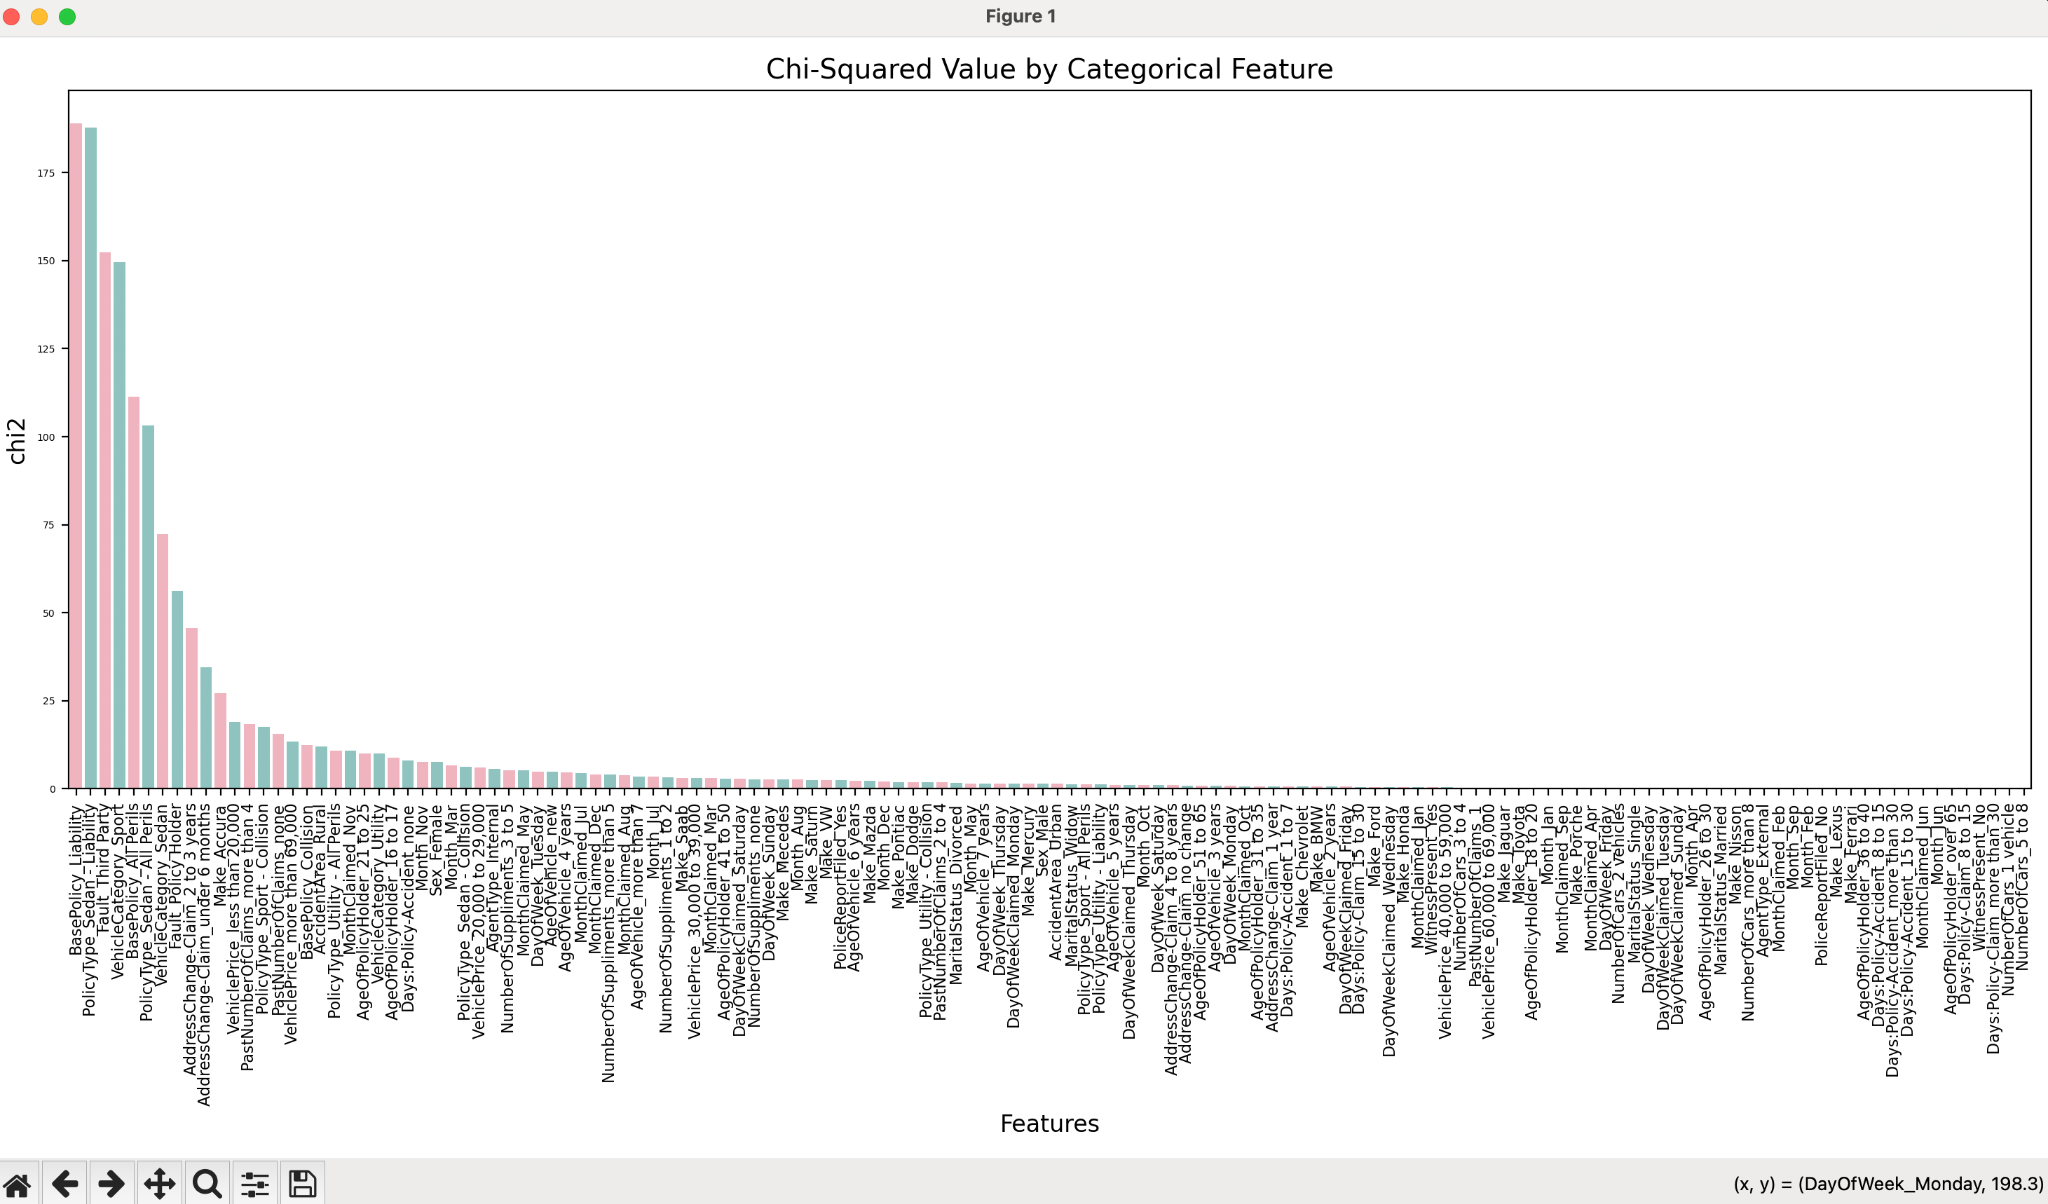 Figure 1
Chi-Squared Value by Categorical Feature
chi2
175
150
125
100
75
50
25
0
BasePolicy_Liability
PolicyType_Sedan - Liability
Fault_Third Party
VehicleCategory_Sport
BasePolicy_All Perils
PolicyType_Sedan - All Perils
VehicleCategory_Sedan
Fault_Policy Holder
AddressChange-Claim_2 to 3 years
AddressChange-Claim_under 6 months
Make_Accura
VehiclePrice_less than 20,000
PastNumberOfClaims_more than 4
PolicyType_Sport - Collision
PastNumberOfClaims_none
VehiclePrice_more than 69,000
BasePolicy_Collision
AccidentArea_Rural
PolicyType_Utility - All Perils
MonthClaimed_Nov
AgeOfPolicyHolder_21 to 25
VehicleCategory_Utility
AgeOfPolicyHolder_16 to 17
Days:Policy-Accident_none
Month_Nov
Sex_Female
Month_Mar
PolicyType_Sedan - Collision
VehiclePrice_20,000 to 29,000
AgentType_Internal
NumberOfSuppliments_3 to 5
MonthClaimed_May
DayOfWeek_Tuesday
AgeOfVehicle_new
AgeOfVehicle_4 years
MonthClaimed_Jul
MonthClaimed_Dec
NumberOfSuppliments_more than 5
MonthClaimed_Aug
AgeOfVehicle_more than 7
Month_Jul
NumberOfSuppliments_1 to 2
Make_Saab
VehiclePrice_30,000 to 39,000
MonthClaimed_Mar
AgeOfPolicyHolder_41 to 50
DayOfWeekClaimed_Saturday
NumberOfSuppliments_none
DayOfWeek_Sunday
Make_Mecedes
Month_Aug
Make_Saturn
Make_VW
PoliceReportFiled_Yes
AgeOfVehicle_6 years
Make_Mazda
Month_Dec
Make_Pontiac
Make_Dodge
PolicyType_Utility - Collision
PastNumberOfClaims_2 to 4
MaritalStatus_Divorced
Month_May
AgeOfVehicle_7 years
DayOfWeek_Thursday
DayOfWeekClaimed_Monday
Make_Mercury
Sex_Male
AccidentArea_Urban
MaritalStatus_Widow
PolicyType_Sport - All Perils
PolicyType_Utility - Liability
AgeOfVehicle_5 years
DayOfWeekClaimed_Thursday
Month_Oct
DayOfWeek_Saturday
AddressChange-Claim_4 to 8 years
AddressChange-Claim_no change
AgeOfPolicyHolder_51 to 65
AgeOfVehicle_3 years
DayOfWeek_Monday
MonthClaimed_Oct
AgeOfPolicyHolder_31 to 35
AddressChange-Claim_1 year
Days:Policy-Accident_1 to 7
Make_Chevrolet
Make_BMW
AgeOfVehicle_2 years
DayOfWeekClaimed_Friday
Days:Policy-Claim_15 to 30
Make_Ford
DayOfWeekClaimed_Wednesday
Make_Honda
MonthClaimed_Jan
WitnessPresent_Yes
VehiclePrice_40,000 to 59,000
NumberOfCars_3 to 4
PastNumberOfClaims_1
VehiclePrice_60,000 to 69,000
Make_Jaguar
Make_Toyota
AgeOfPolicyHolder_18 to 20
Month_Jan
MonthClaimed_Sep
Make_Porche
MonthClaimed_Apr
DayOfWeek_Friday
NumberOfCars_2 vehicles
MaritalStatus_Single
DayOfWeek_Wednesday
DayOfWeekClaimed_Tuesday
DayOfWeekClaimed_Sunday
Month_Apr
AgeOfPolicyHolder_26 to 30
MaritalStatus_Married
Make_Nisson
NumberOfCars_more than 8
AgentType_External
MonthClaimed_Feb
Month_Sep
Month_Feb
PoliceReportFiled_No
Make_Lexus
Make_Ferrari
AgeOfPolicyHolder_36 to 40
Days:Policy-Accident_8 to 15
Days:Policy-Accident_more than 30
Days:Policy-Accident_15 to 30
MonthClaimed_Jun
Month_Jun
AgeOfPolicyHolder_over 65
Days:Policy-Claim_8 to 15
WitnessPresent_No
Days:Policy-Claim_more than 30
NumberOfCars_1 vehicle
NumberOfCars_5 to 8
Features
(x, y) = (DayOfWeek_Monday, 198.3)